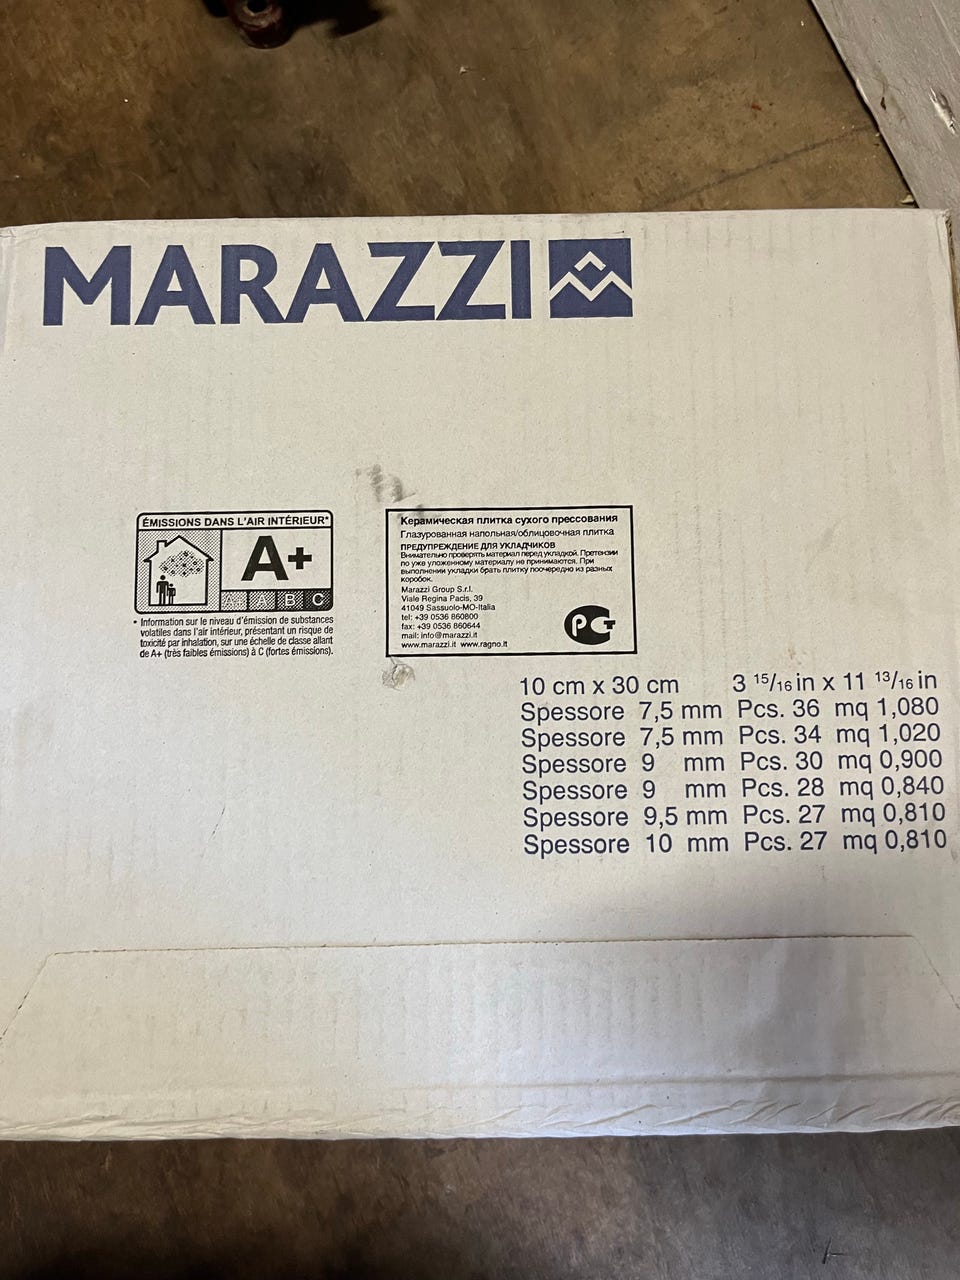 MARAZZI
ÉMISSIONS DANS L'AIR INTÉRIEUR*
A+
A+ A B C
* Information sur le niveau d'émission de substances
volatiles dans l'air intérieur, présentant un risque de
toxicité par inhalation, sur une échelle de classe allant
de A+ (très faibles émissions) à C (fortes émissions).
Керамическая плитка сухого прессования
Глазурованная напольная/облицовочная плитка
ПРЕДУПРЕЖДЕНИЕ ДЛЯ УКЛАДЧИКОВ
Внимательно проверять материал перед укладкой. Претензии
по уже уложенному материалу не принимаются. При
выполнении укладки брать плитку поочередно из разных
коробок.
Marazzi Group S.r.l.
Viale Regina Pacis, 39
41049 Sassuolo-MO-Italia
tel: +39 0536 860800
fax: +39 0536 860644
mail: info@marazzi.it
www.marazzi.it www.ragno.it
РСТ
10 cm x 30 cm 3 15/16 in x 11 13/16 in
Spessore 7,5 mm Pcs. 36 mq 1,080
Spessore 7,5 mm Pcs. 34 mq 1,020
Spessore 9 mm Pcs. 30 mq 0,900
Spessore 9 mm Pcs. 28 mq 0,840
Spessore 9,5 mm Pcs. 27 mq 0,810
Spessore 10 mm Pcs. 27 mq 0,810